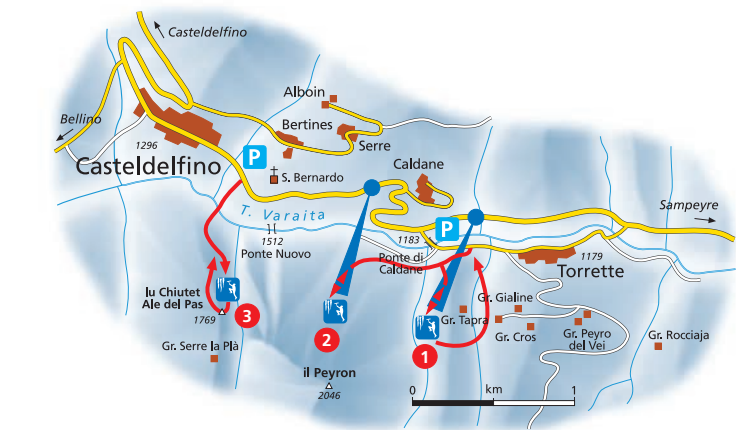 Casteldelfino
Alboin
Bellino
Bertines
1296
Serre
P
Casteldelfino
Caldane
S. Bernardo
Sampeyre
T. Varaita
P
1512
1183
1179
Ponte Nuovo
Ponte di
Caldane
Torrette
lu Chiutet
Ale del Pas
1769
3
2
Gr. Tapra
Gr. Gialine
Gr. Cros
Gr. Peyro
del Vei
Gr. Rocciaja
Gr. Serre la Plà
1
il Peyron
2046
0 km 1